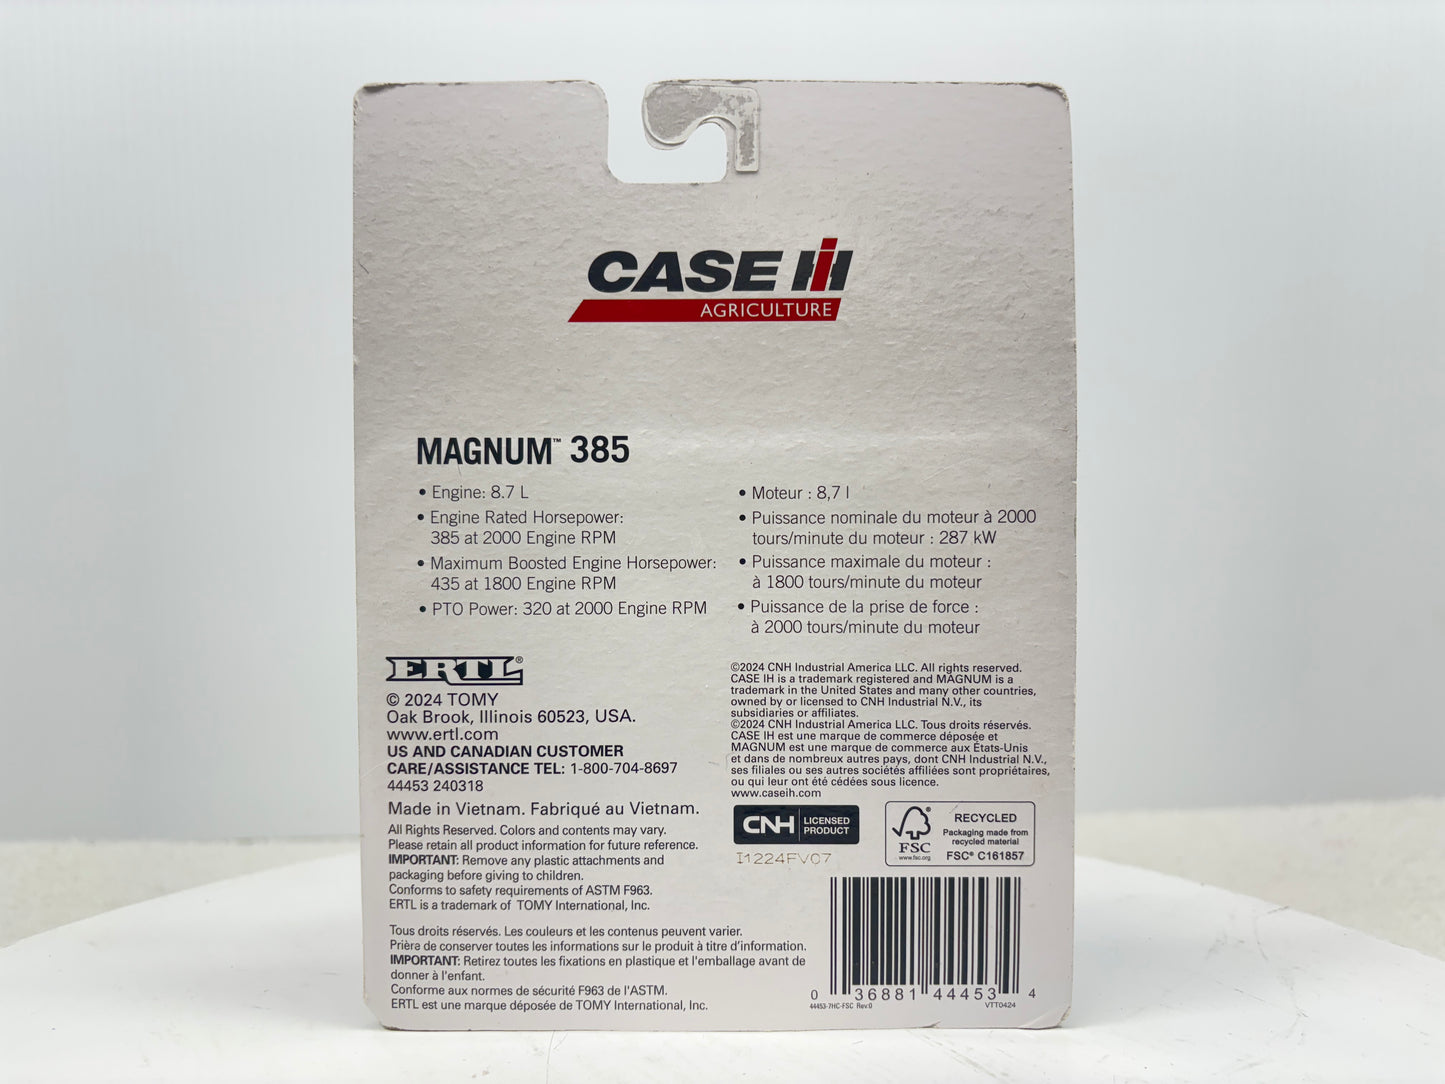 CASE IH
AGRICULTURE
MAGNUM™ 385
• Engine: 8.7 L
• Engine Rated Horsepower:
385 at 2000 Engine RPM
• Maximum Boosted Engine Horsepower:
435 at 1800 Engine RPM
• PTO Power: 320 at 2000 Engine RPM
• Moteur : 8,7 l
• Puissance nominale du moteur à 2000
tours/minute du moteur : 287 kW
• Puissance maximale du moteur :
à 1800 tours/minute du moteur
• Puissance de la prise de force :
à 2000 tours/minute du moteur
ERTL®
© 2024 TOMY
Oak Brook, Illinois 60523, USA.
www.ertl.com
US AND CANADIAN CUSTOMER
CARE/ASSISTANCE TEL: 1-800-704-8697
44453 240318
Made in Vietnam. Fabriqué au Vietnam.
All Rights Reserved. Colors and contents may vary.
Please retain all product information for future reference.
IMPORTANT: Remove any plastic attachments and
packaging before giving to children.
Conforms to safety requirements of ASTM F963.
ERTL is a trademark of TOMY International, Inc.
Tous droits réservés. Les couleurs et les contenus peuvent varier.
Prière de conserver toutes les informations sur le produit à titre d'information.
IMPORTANT: Retirez toutes les fixations en plastique et l'emballage avant de
donner à l'enfant.
Conforme aux normes de sécurité F963 de l'ASTM.
ERTL est une marque déposée de TOMY International, Inc.
©2024 CNH Industrial America LLC. All rights reserved.
CASE IH is a trademark registered and MAGNUM is a
trademark in the United States and many other countries,
owned by or licensed to CNH Industrial N.V., its
subsidiaries or affiliates.
©2024 CNH Industrial America LLC. Tous droits réservés.
CASE IH est une marque de commerce déposée et
MAGNUM est une marque de commerce aux États-Unis
et dans de nombreux autres pays, dont CNH Industrial N.V.,
ses filiales ou ses autres sociétés affiliées sont propriétaires,
ou qui leur ont été cédées sous licence.
www.caseih.com
CNH LICENSED
PRODUCT
I1224FV07
FSC
www.fsc.org
RECYCLED
Packaging made from
recycled material
FSC® C161857
0 36881 44453 4
44453-7HC-FSC Rev.0
VTT0424